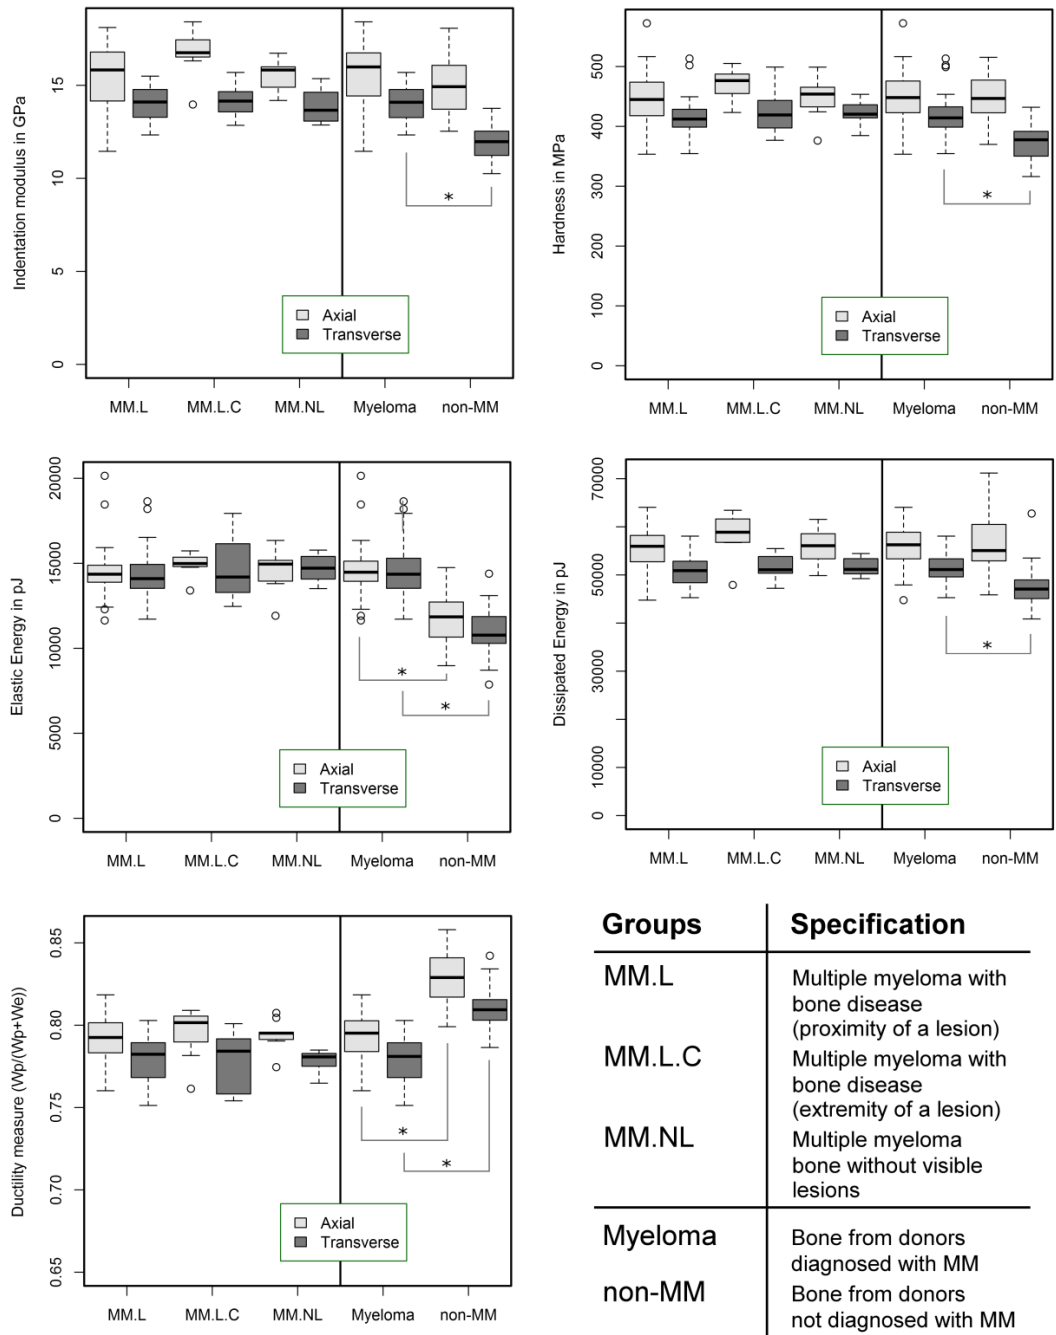 Indentation modulus in GPa
15
10
5
0
*
Axial
Transverse
MM.L MM.L.C MM.NL Myeloma non-MM
Hardness in MPa
500
400
300
200
100
0
*
Axial
Transverse
MM.L MM.L.C MM.NL Myeloma non-MM
Elastic Energy in pJ
20000
15000
10000
5000
0
*
*
Axial
Transverse
MM.L MM.L.C MM.NL Myeloma non-MM
Dissipated Energy in pJ
70000
50000
30000
10000
0
*
Axial
Transverse
MM.L MM.L.C MM.NL Myeloma non-MM
Ductility measure (Wp/(Wp+We))
0.85
0.80
0.75
0.70
0.65
*
*
Axial
Transverse
MM.L MM.L.C MM.NL Myeloma non-MM
Groups Specification
MM.L Multiple myeloma with
bone disease
(proximity of a lesion)
MM.L.C Multiple myeloma with
bone disease
(extremity of a lesion)
MM.NL Multiple myeloma
bone without visible
lesions
Myeloma Bone from donors
diagnosed with MM
non-MM Bone from donors
not diagnosed with MM